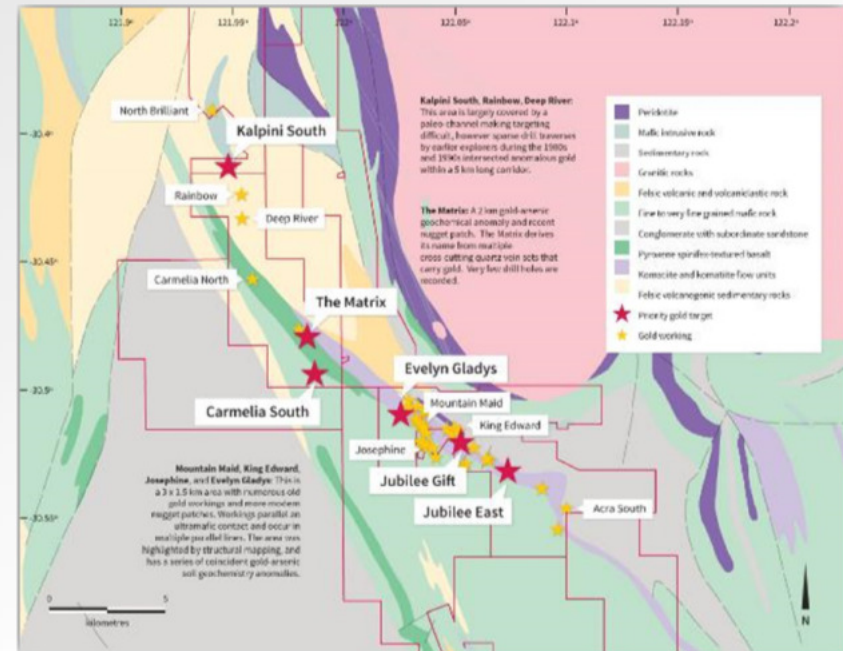 121.9°
121.95°
122°
122.05°
122.1°
122.15°
122.2°
-30.4°
-30.45°
-30.5°
-30.55°
North Brilliant
Kalpini South
Rainbow
Deep River
Carmelia North
The Matrix
Carmelia South
Evelyn Gladys
Mountain Maid
King Edward
Josephine
Jubilee Gift
Jubilee East
Acra South
Kalpini South, Rainbow, Deep River:
This area is largely covered by a
paleo-channel making targeting
difficult, however sparse drill traverses
by earlier explorers during the 1980s
and 1990s intersected anomalous gold
within a 5 km long corridor.
The Matrix: A 2 km gold-arsenic
geochemical anomaly and recent
nugget patch. The Matrix derives
its name from multiple
cross-cutting quartz vein sets that
carry gold. Very few drill holes are
recorded.
Mountain Maid, King Edward,
Josephine, and Evelyn Gladys: This is
a 3 x 1.5 km area with numerous old
gold workings and more modern
nugget patches. Workings parallel an
ultramafic contact and occur in
multiple parallel lines. The area was
highlighted by structural mapping, and
has a series of coincident gold-arsenic
soil geochemistry anomalies.
Peridotite
Mafic intrusive rock
Sedimentary rock
Granitic rocks
Felsic volcanic and volcaniclastic rock
Fine to very fine grained mafic rock
Conglomerate with subordinate sandstone
Pyroxene spinifex-textured basalt
Komatiite and komatiite flow units
Felsic volcanogenic sedimentary rocks
Priority gold target
Gold working
0
5
kilometres
N